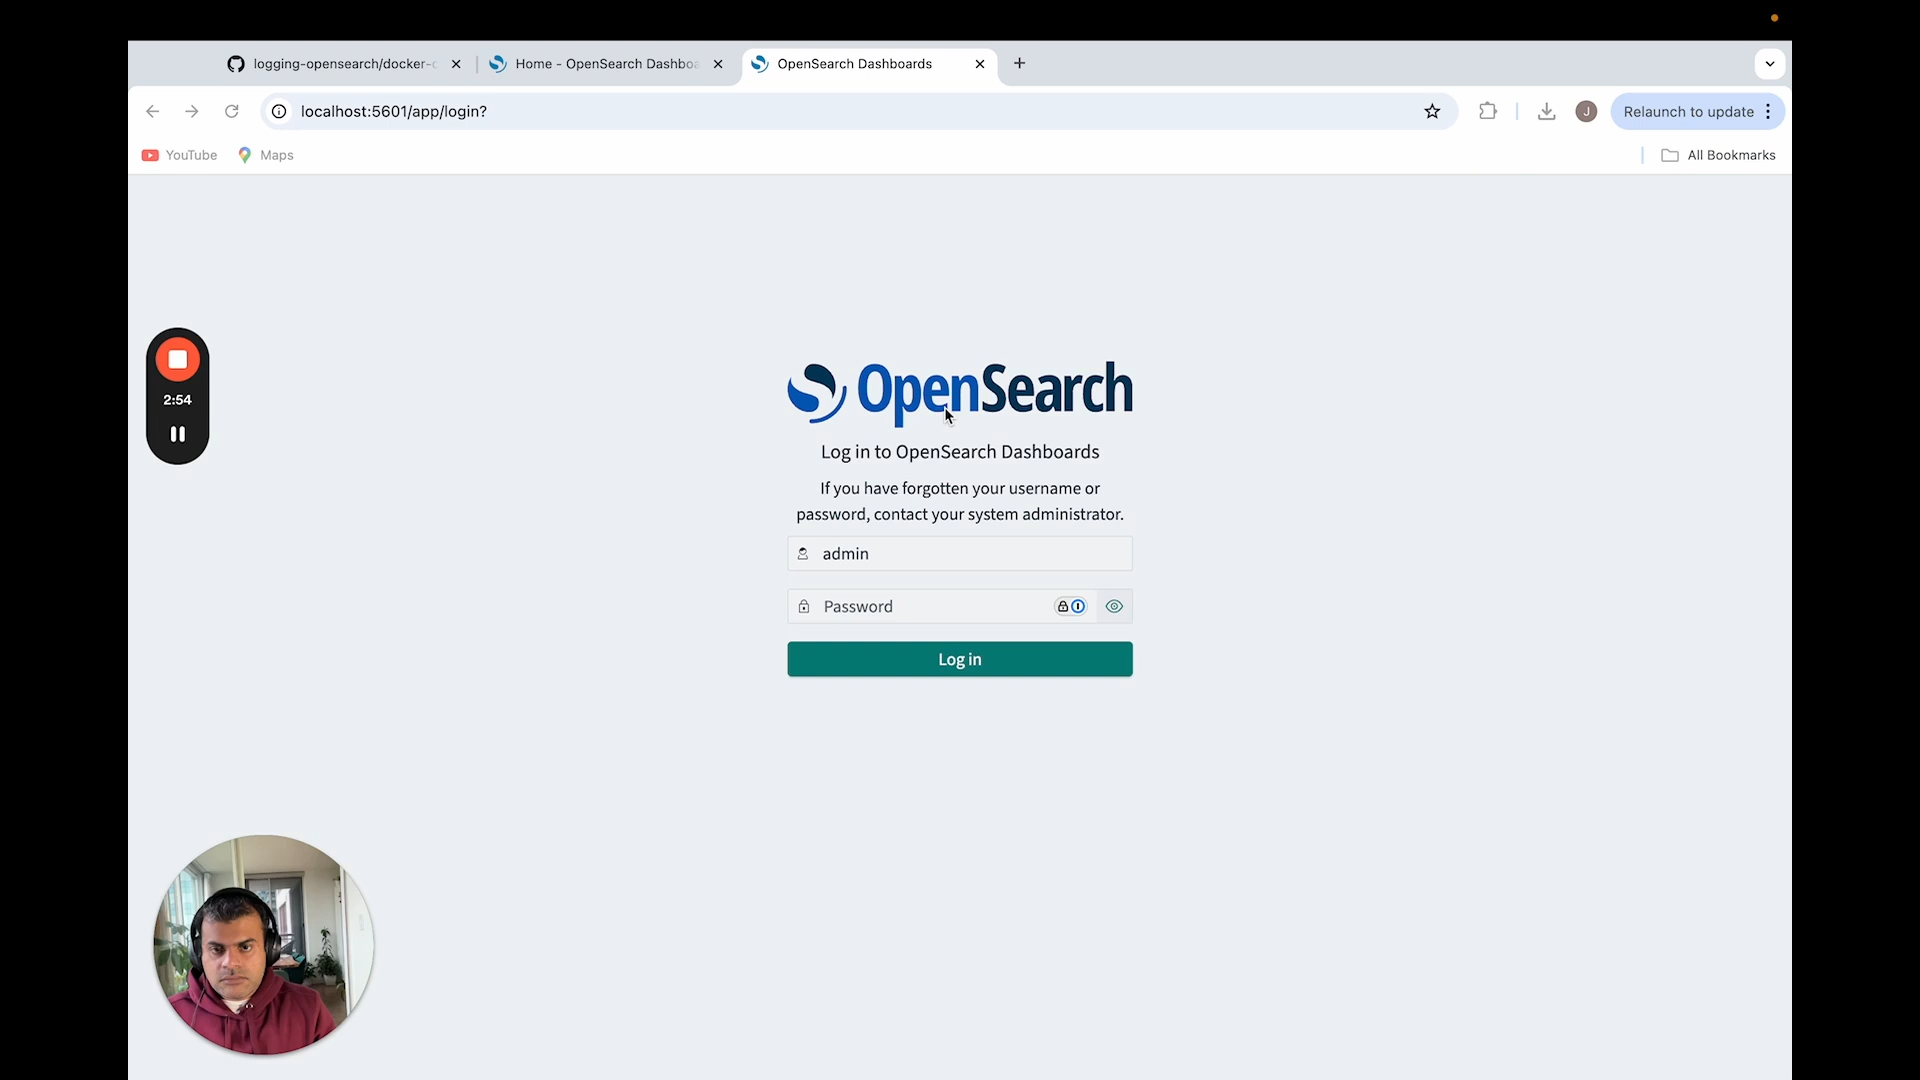 logging-opensearch/docker-c
Home - OpenSearch Dashboa
OpenSearch Dashboards
localhost:5601/app/login?
J
Relaunch to update
YouTube
Maps
All Bookmarks
2:54
OpenSearch
Log in to OpenSearch Dashboards
If you have forgotten your username or
password, contact your system administrator.
admin
Password
Log in